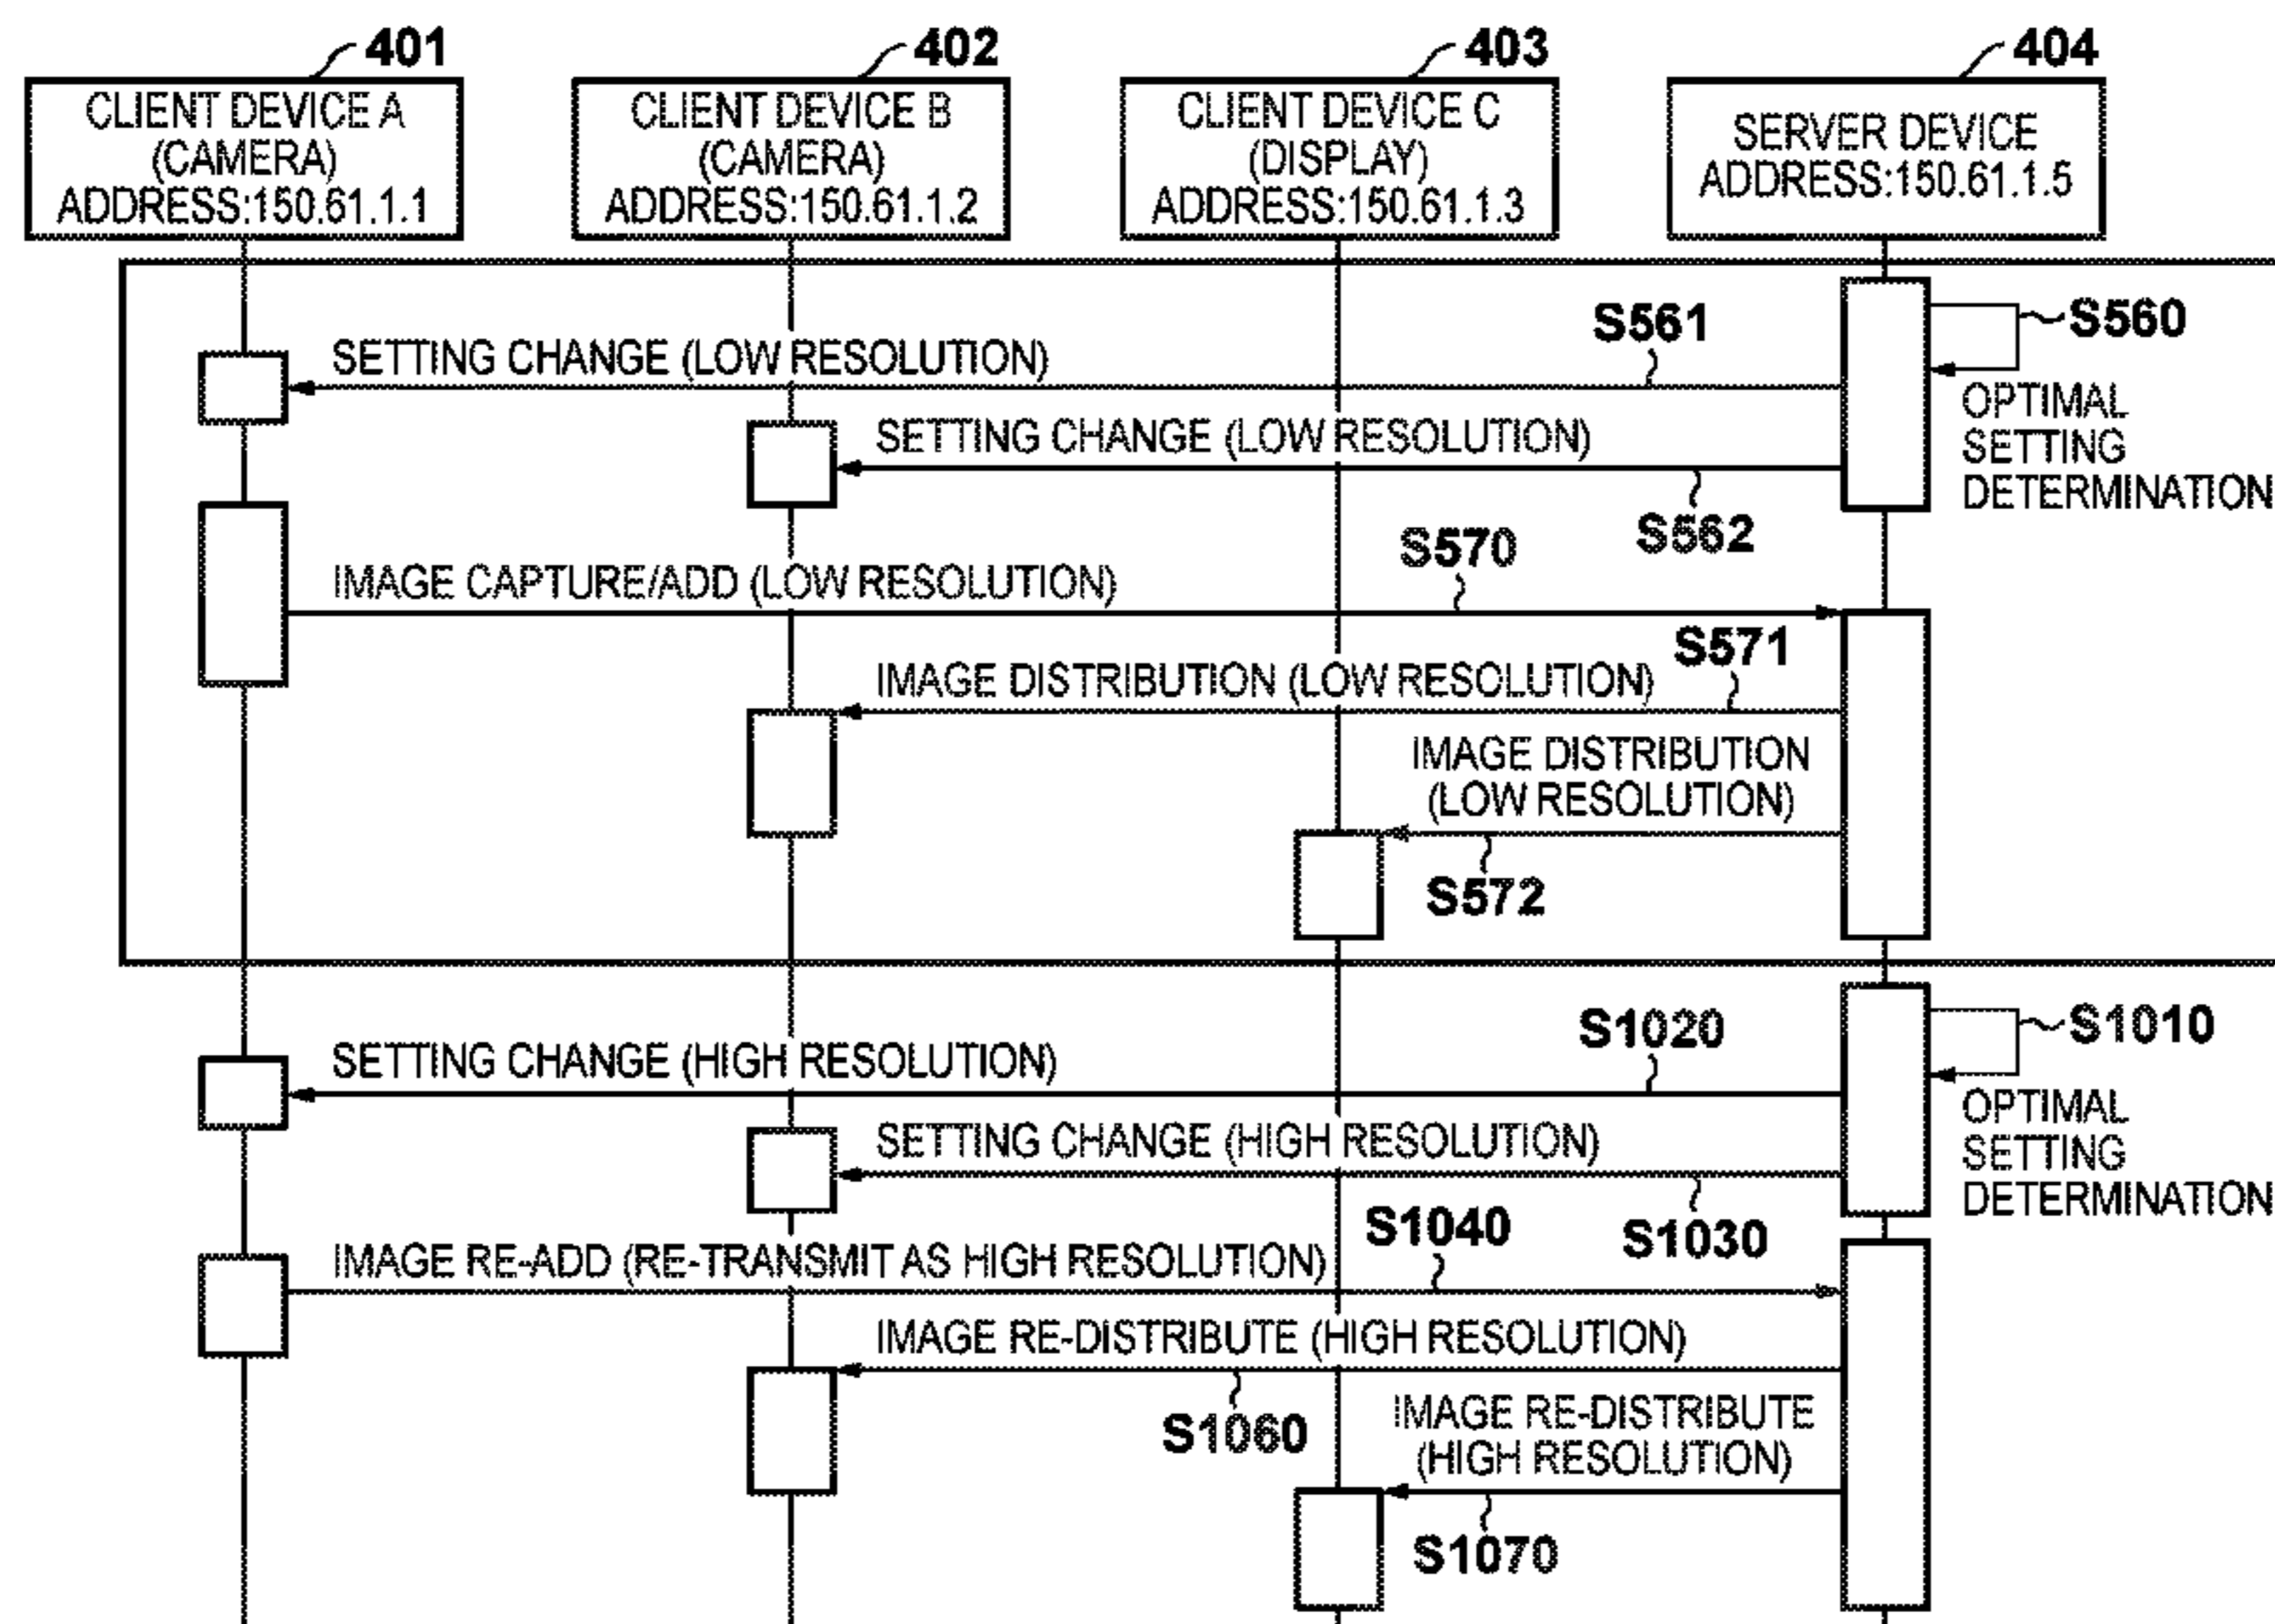 401
402
403
404
CLIENT DEVICE A
(CAMERA)
ADDRESS:150.61.1.1
CLIENT DEVICE B
(CAMERA)
ADDRESS:150.61.1.2
CLIENT DEVICE C
(DISPLAY)
ADDRESS:150.61.1.3
SERVER DEVICE
ADDRESS:150.61.1.5
S560
OPTIMAL
SETTING
DETERMINATION
S561
SETTING CHANGE (LOW RESOLUTION)
SETTING CHANGE (LOW RESOLUTION)
S562
S570
IMAGE CAPTURE/ADD (LOW RESOLUTION)
S571
IMAGE DISTRIBUTION (LOW RESOLUTION)
IMAGE DISTRIBUTION
(LOW RESOLUTION)
S572
S1010
OPTIMAL
SETTING
DETERMINATION
S1020
SETTING CHANGE (HIGH RESOLUTION)
SETTING CHANGE (HIGH RESOLUTION)
S1030
S1040
IMAGE RE-ADD (RE-TRANSMIT AS HIGH RESOLUTION)
IMAGE RE-DISTRIBUTE (HIGH RESOLUTION)
S1060
IMAGE RE-DISTRIBUTE
(HIGH RESOLUTION)
S1070